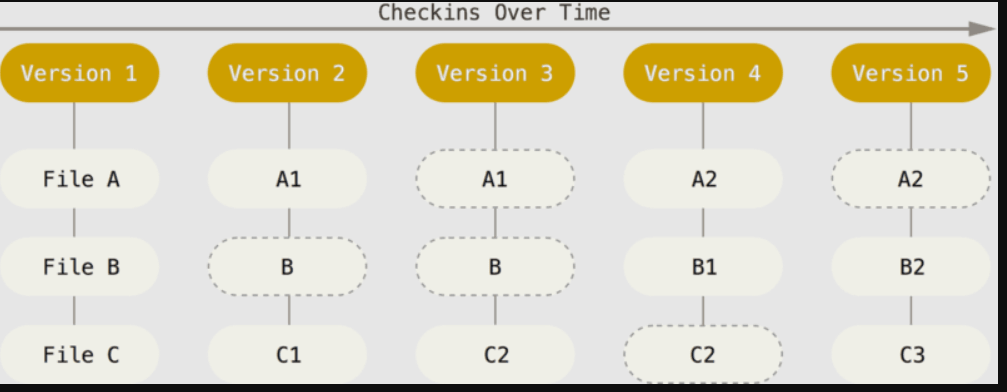 Checkins Over Time
Version 1 Version 2 Version 3 Version 4 Version 5
File A A1 A1 A2 A2
File B B B B1 B2
File C C1 C2 C2 C3